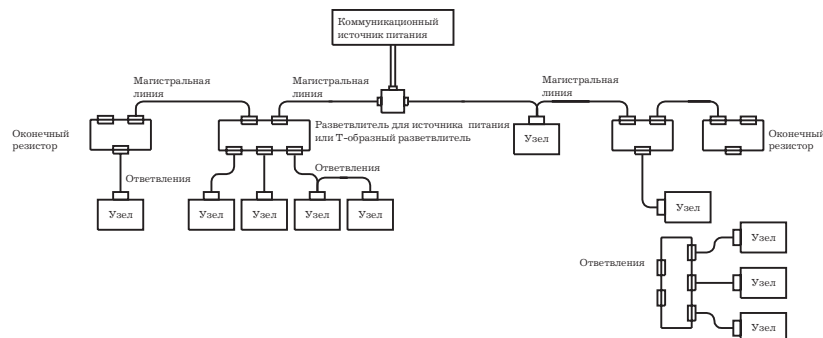 Коммуникационный
источник питания
Магистральная
линия
Магистральная
линия
Магистральная
линия
Оконечный
резистор
Разветвлитель для источника питания
или Т-образный разветвлитель
Узел
Оконечный
резистор
Ответвления
Ответвления
Узел
Узел
Узел
Узел
Узел
Узел
Узел
Ответвления
Узел
Узел